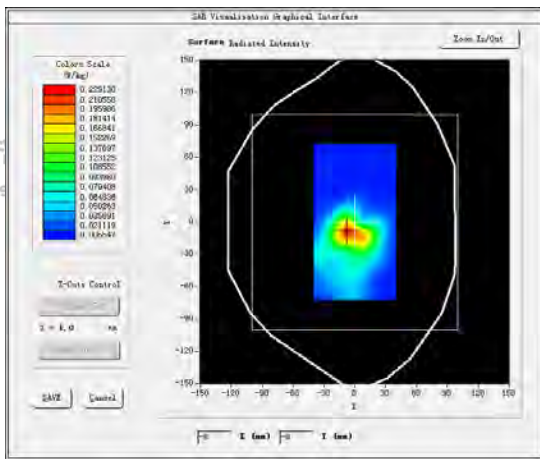 SAR Visualisation Graphical Interface
Surface Radiated Intensity
Zoom In/Out
Colors Scale
(W/kg)
0.229130
0.210558
0.195986
0.181414
0.166841
0.152269
0.137697
0.123125
0.108552
0.093980
0.079408
0.064836
0.050263
0.035691
0.021119
0.006547
150
120
90
60
30
0
-30
-60
-90
-120
-150
Y
-150 -120 -90 -60 -30 0 30 60 90 120 150
X
Z-Cuts Control
SAVE Cancel
X (mm) Y (mm)